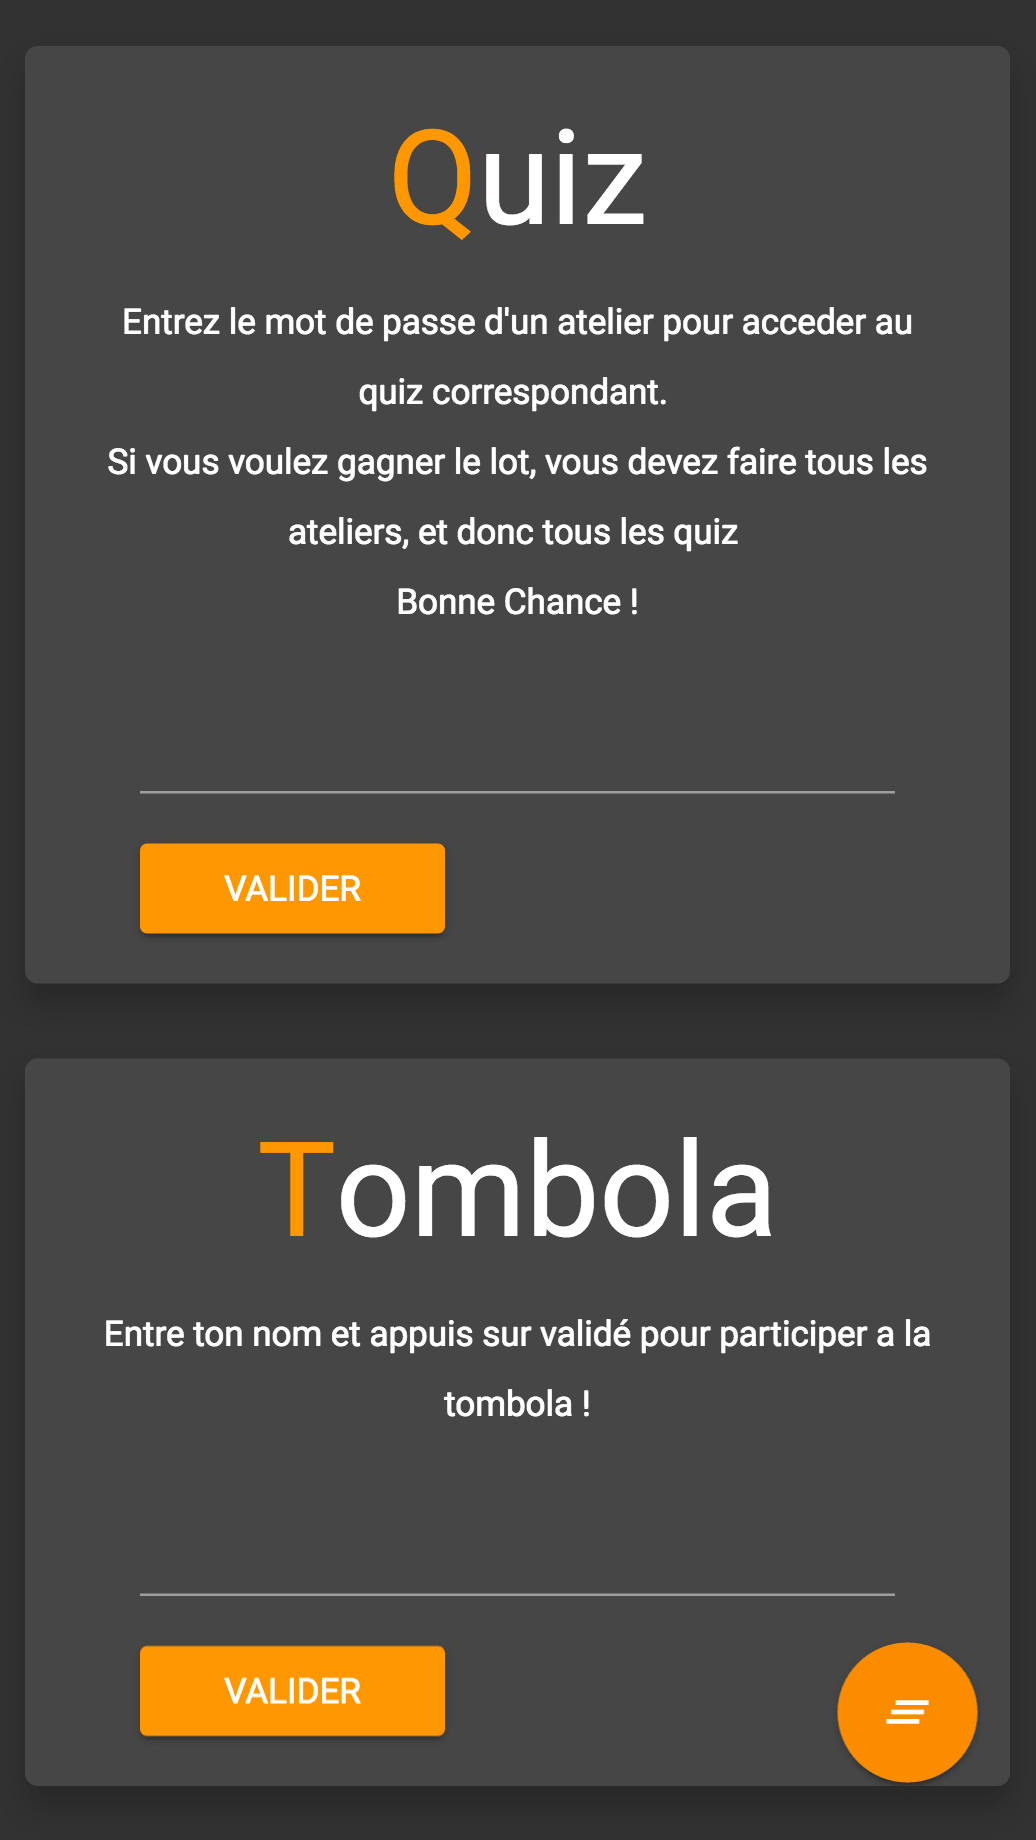 Quiz
Entrez le mot de passe d'un atelier pour acceder au
quiz correspondant.
Si vous voulez gagner le lot, vous devez faire tous les
ateliers, et donc tous les quiz
Bonne Chance !
VALIDER
Tombola
Entre ton nom et appuis sur validé pour participer a la
tombola !
VALIDER